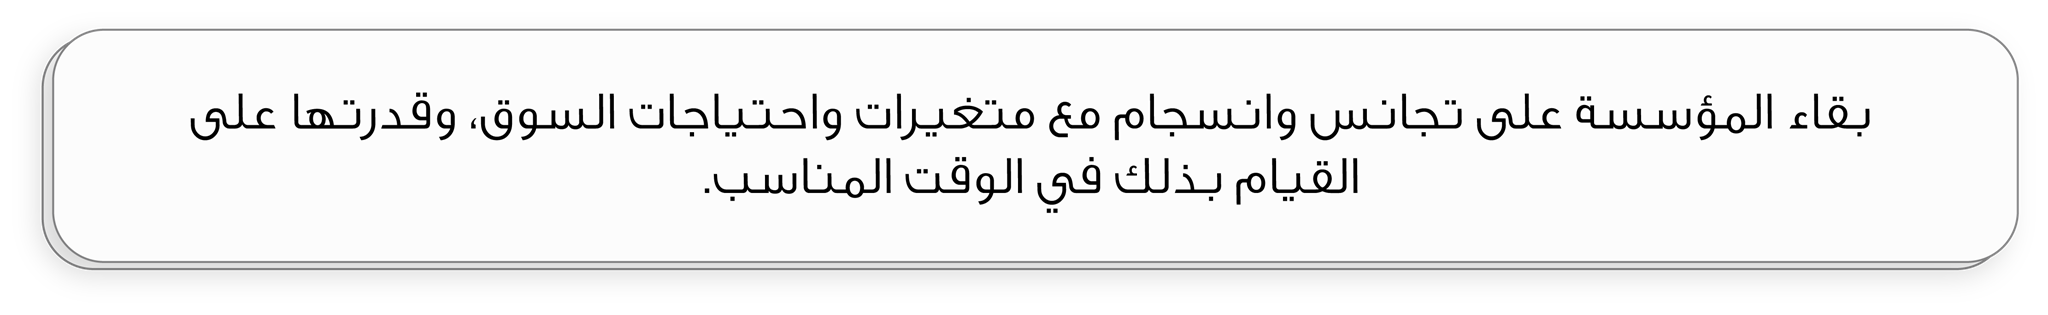 بقاء المؤسسة على تجانس وانسجام مع متغيرات واحتياجات السوق، وقدرتها على
القيام بذلك في الوقت المناسب.